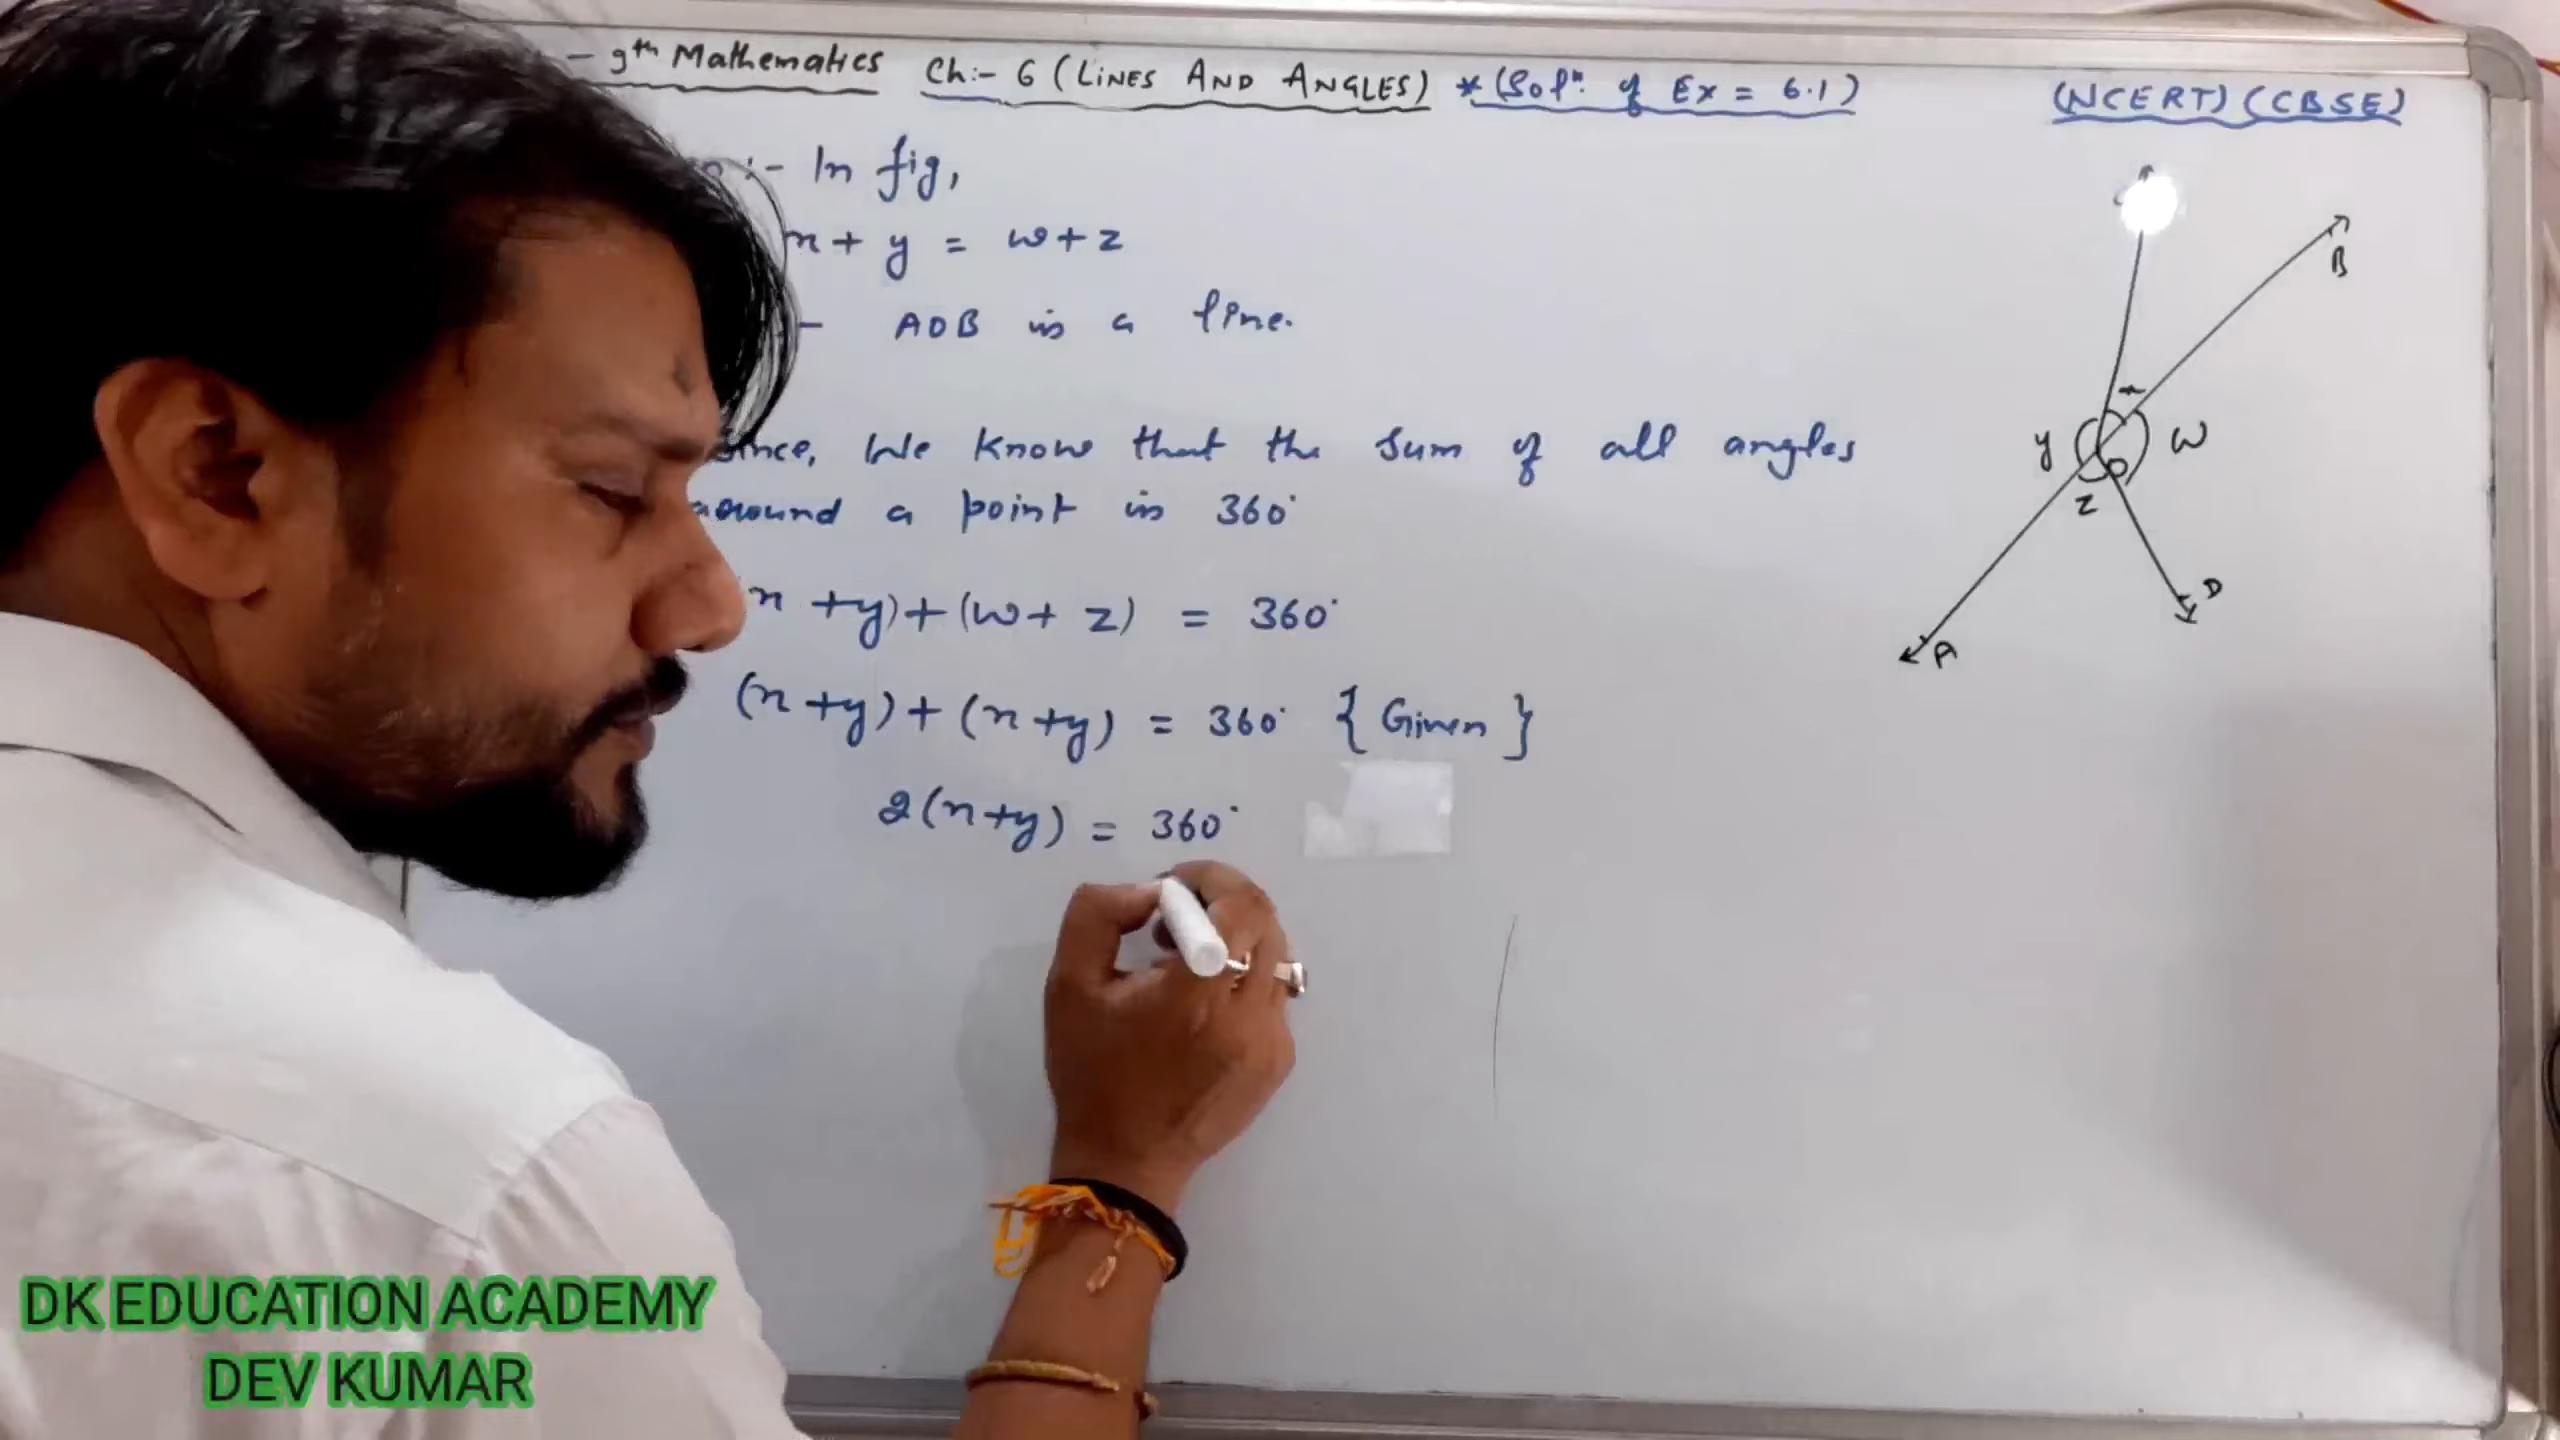 - 9th Mathematics Ch:- 6 (LINES AND ANGLES) * (Solⁿ: of Ex = 6.1) (NCERT) (CBSE)
:- In fig,
x + y = w + z
- AOB is a line.
We know that the sum of all angles
around a point is 360°
x + y) + (w + z) = 360°
(x + y) + (x + y) = 360° { Given }
2(x + y) = 360°
B
x
y
w
O
z
D
A
DK EDUCATION ACADEMY
DEV KUMAR